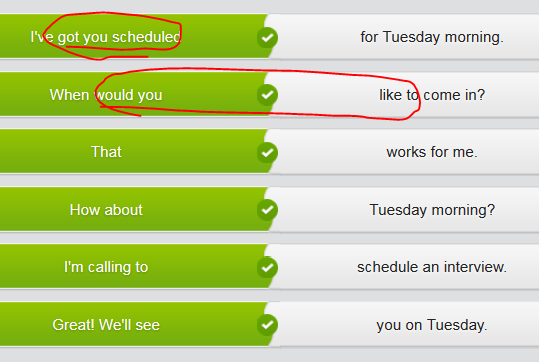 I've got you scheduled for Tuesday morning.
When would you like to come in?
That works for me.
How about Tuesday morning?
I'm calling to schedule an interview.
Great! We'll see you on Tuesday.